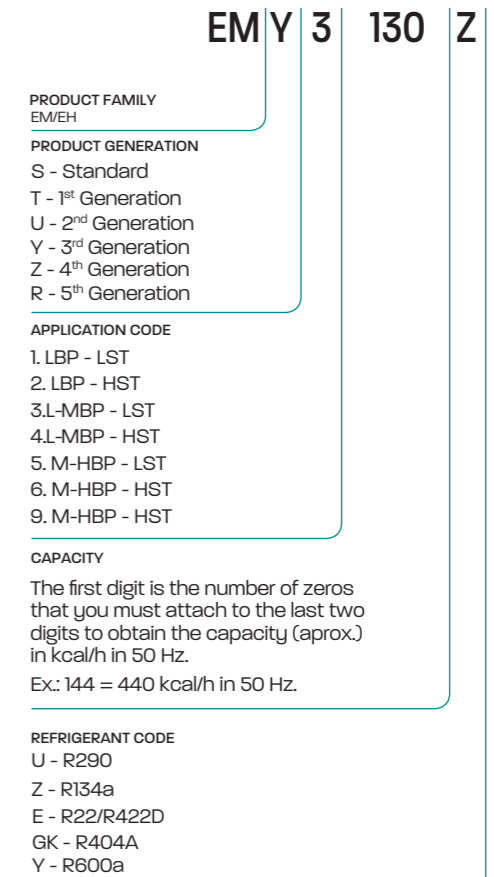 EM Y 3 130 Z
PRODUCT FAMILY
EM/EH
PRODUCT GENERATION
S - Standard
T - 1st Generation
U - 2nd Generation
Y - 3rd Generation
Z - 4th Generation
R - 5th Generation
APPLICATION CODE
1. LBP - LST
2. LBP - HST
3.L-MBP - LST
4.L-MBP - HST
5. M-HBP - LST
6. M-HBP - HST
9. M-HBP - HST
CAPACITY
The first digit is the number of zeros
that you must attach to the last two
digits to obtain the capacity (aprox.)
in kcal/h in 50 Hz.
Ex.: 144 = 440 kcal/h in 50 Hz.
REFRIGERANT CODE
U - R290
Z - R134a
E - R22/R422D
GK - R404A
Y - R600a